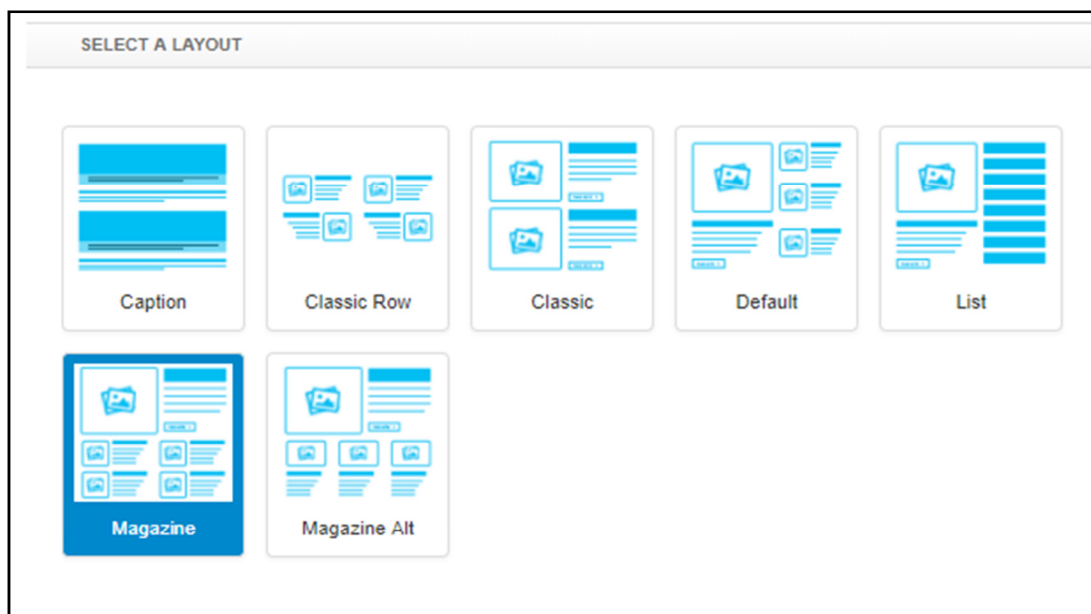 SELECT A LAYOUT
Caption
Classic Row
Classic
Default
List
Magazine
Magazine Alt